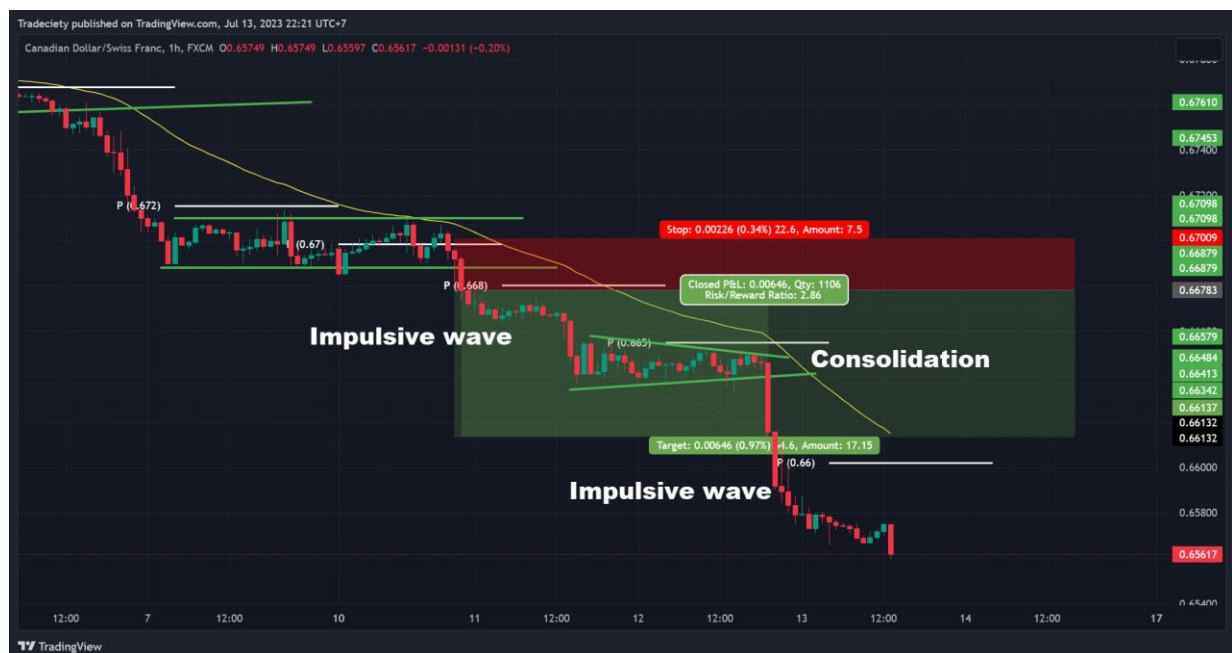 Tradeciety published on TradingView.com, Jul 13, 2023 22:21 UTC+7
Canadian Dollar/Swiss Franc, 1h, FXCM O0.65749 H0.65749 L0.65597 C0.65617 −0.00131 (−0.20%)
0.67610
0.67453
0.67400
P (0.672)
0.67098
0.67098
Stop: 0.00226 (0.34%) 22.6, Amount: 7.5
0.67009
(0.67)
0.66879
0.66879
P (0.668)
Closed P&L: 0.00646, Qty: 1106
Risk/Reward Ratio: 2.86
0.66783
Impulsive wave
0.66579
P (0.665)
Consolidation
0.66484
0.66413
0.66342
0.66137
0.66132
0.66132
Target: 0.00646 (0.97%) 64.6, Amount: 17.15
P (0.66)
0.66000
Impulsive wave
0.65800
0.65617
12:00 7 12:00 10 11 12:00 12 12:00 13 12:00 14 12:00 17
TradingView